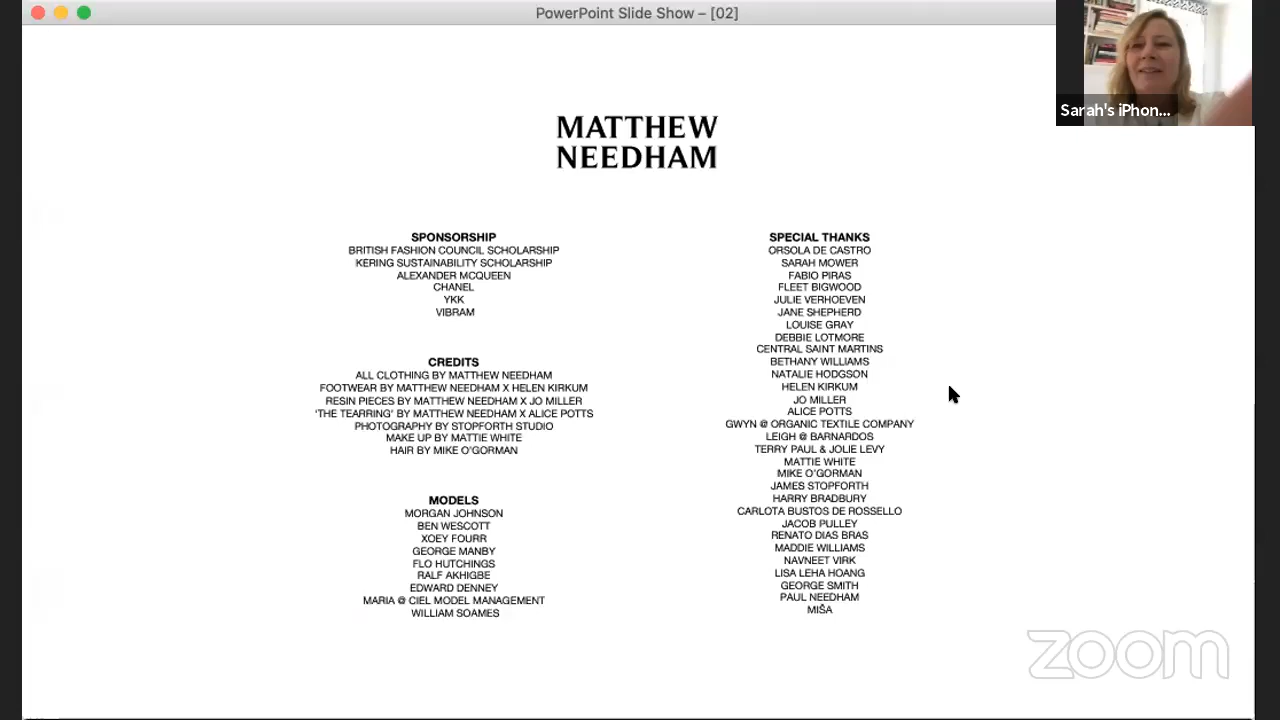 PowerPoint Slide Show – [02]
Sarah's iPhon...
MATTHEW
NEEDHAM
SPONSORSHIP
BRITISH FASHION COUNCIL SCHOLARSHIP
KERING SUSTAINABILITY SCHOLARSHIP
ALEXANDER MCQUEEN
CHANEL
YKK
VIBRAM
CREDITS
ALL CLOTHING BY MATTHEW NEEDHAM
FOOTWEAR BY MATTHEW NEEDHAM X HELEN KIRKUM
RESIN PIECES BY MATTHEW NEEDHAM X JO MILLER
'THE TEARRING' BY MATTHEW NEEDHAM X ALICE POTTS
PHOTOGRAPHY BY STOPFORTH STUDIO
MAKE UP BY MATTIE WHITE
HAIR BY MIKE O'GORMAN
MODELS
MORGAN JOHNSON
BEN WESCOTT
XOEY FOURR
GEORGE MANBY
FLO HUTCHINGS
RALF AKHIGBE
EDWARD DENNEY
MARIA @ CIEL MODEL MANAGEMENT
WILLIAM SOAMES
SPECIAL THANKS
ORSOLA DE CASTRO
SARAH MOWER
FABIO PIRAS
FLEET BIGWOOD
JULIE VERHOEVEN
JANE SHEPHERD
LOUISE GRAY
DEBBIE LOTMORE
CENTRAL SAINT MARTINS
BETHANY WILLIAMS
NATALIE HODGSON
HELEN KIRKUM
JO MILLER
ALICE POTTS
GWYN @ ORGANIC TEXTILE COMPANY
LEIGH @ BARNARDOS
TERRY PAUL & JOLIE LEVY
MATTIE WHITE
MIKE O'GORMAN
JAMES STOPFORTH
HARRY BRADBURY
CARLOTA BUSTOS DE ROSSELLO
JACOB PULLEY
RENATO DIAS BRAS
MADDIE WILLIAMS
NAVNEET VIRK
LISA LEHA HOANG
GEORGE SMITH
PAUL NEEDHAM
MIŠA
zoom